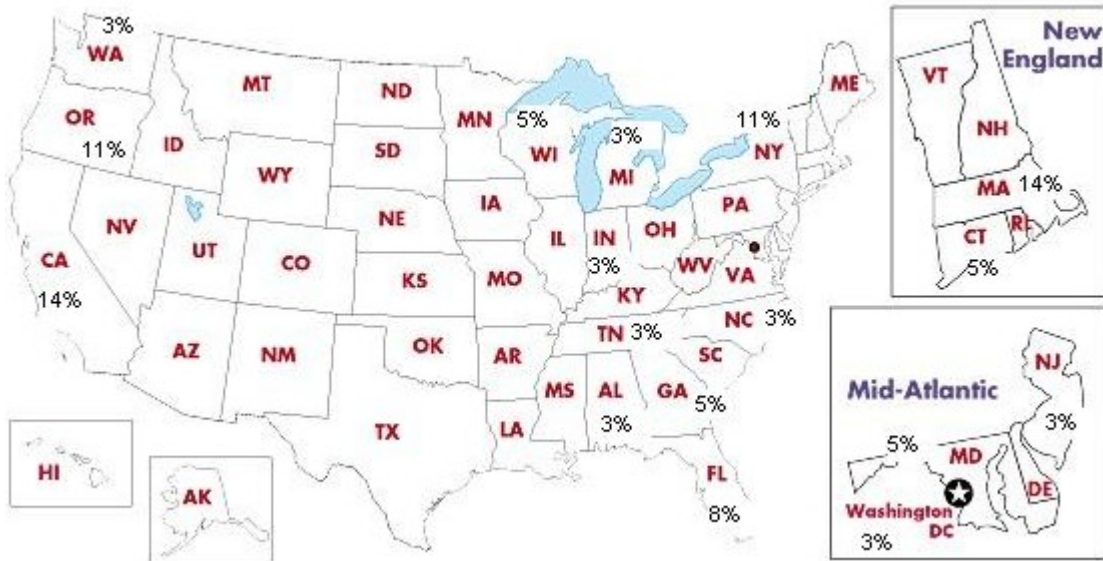 3%
WA
MT
ND
MN
ME
OR
11%
ID
SD
5%
WI
3%
MI
11%
NY
WY
IA
PA
NE
NV
UT
IL
IN
OH
CA
CO
3%
WV
VA
14%
KS
MO
KY
TN 3%
NC 3%
AZ
NM
OK
AR
SC
MS
AL
GA
5%
3%
TX
LA
FL
8%
HI
AK
New
England
VT
NH
MA 14%
CT
RI
5%
NJ
Mid-Atlantic
3%
5%
MD
DE
Washington
DC
3%